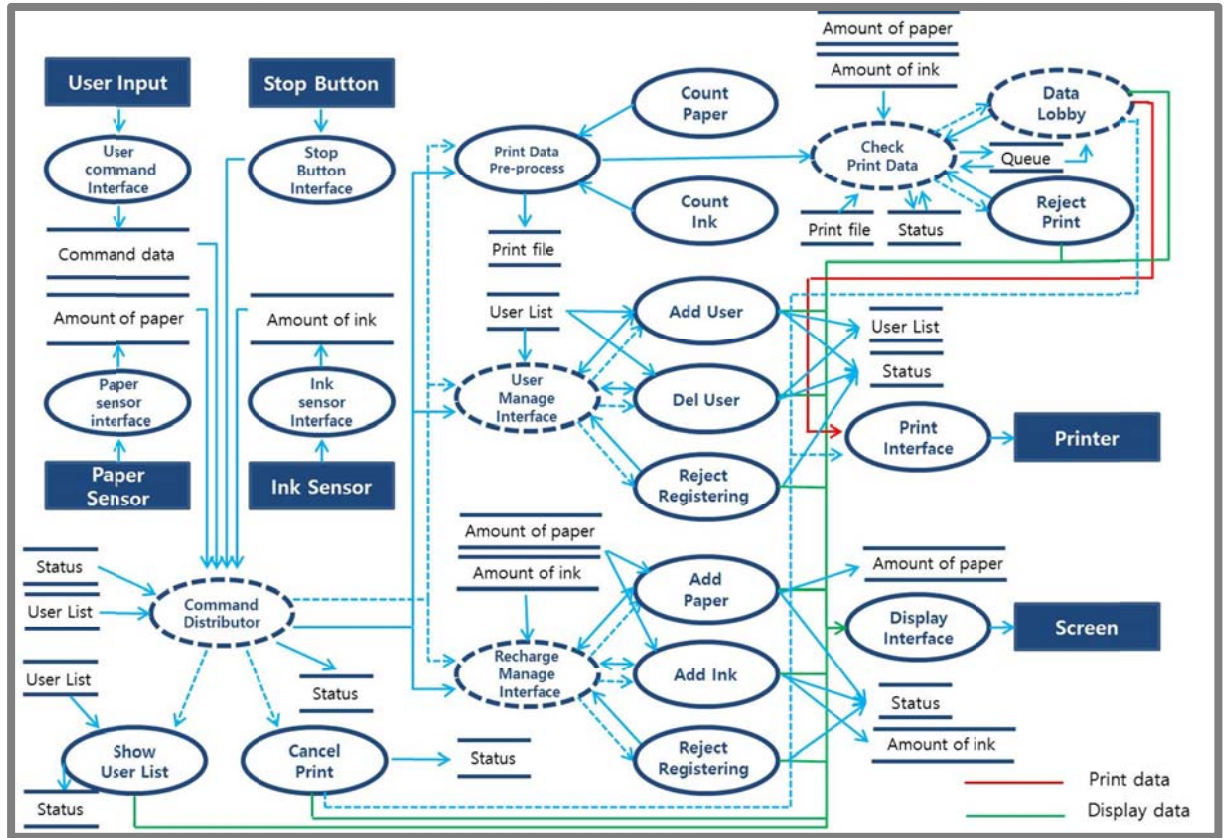 Amount of paper
Amount of ink
User Input
Stop Button
Count
Paper
Data
Lobby
User
command
Interface
Stop
Button
Interface
Print Data
Pre-process
Check
Print Data
Queue
Count
Ink
Reject
Print
Print file
Status
Command data
Print file
Amount of paper
Amount of ink
User List
Add User
User List
Status
Paper
sensor
interface
Ink
sensor
Interface
User
Manage
Interface
Del User
Print
Interface
Printer
Paper
Sensor
Ink Sensor
Reject
Registering
Amount of paper
Amount of ink
Status
User List
Command
Distributor
Add
Paper
Amount of paper
Display
Interface
Screen
Recharge
Manage
Interface
Add Ink
User List
Status
Status
Amount of ink
Show
User List
Cancel
Print
Status
Reject
Registering
Status
Print data
Display data